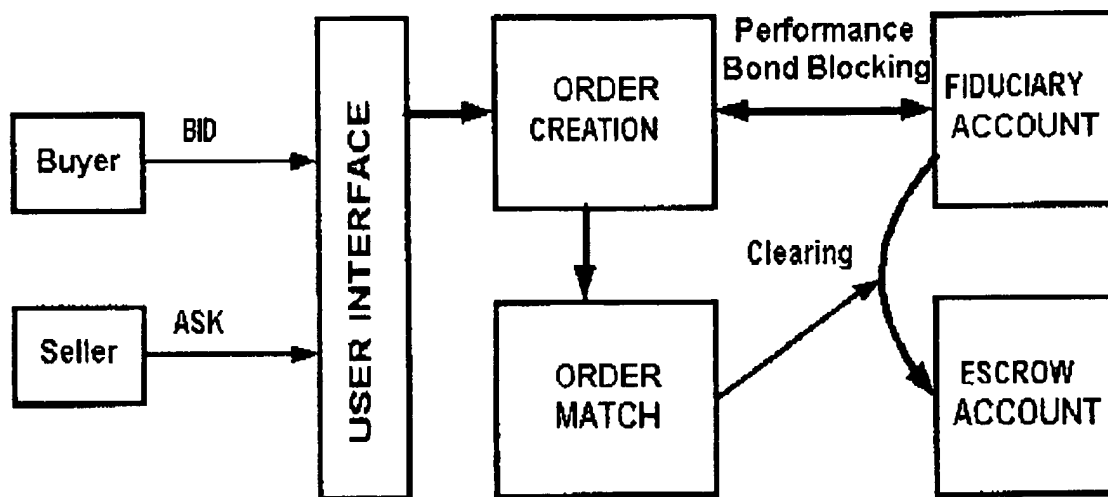 Performance
Bond Blocking
ORDER
CREATION
FIDUCIARY
ACCOUNT
Buyer
BID
USER INTERFACE
Clearing
Seller
ASK
ORDER
MATCH
ESCROW
ACCOUNT